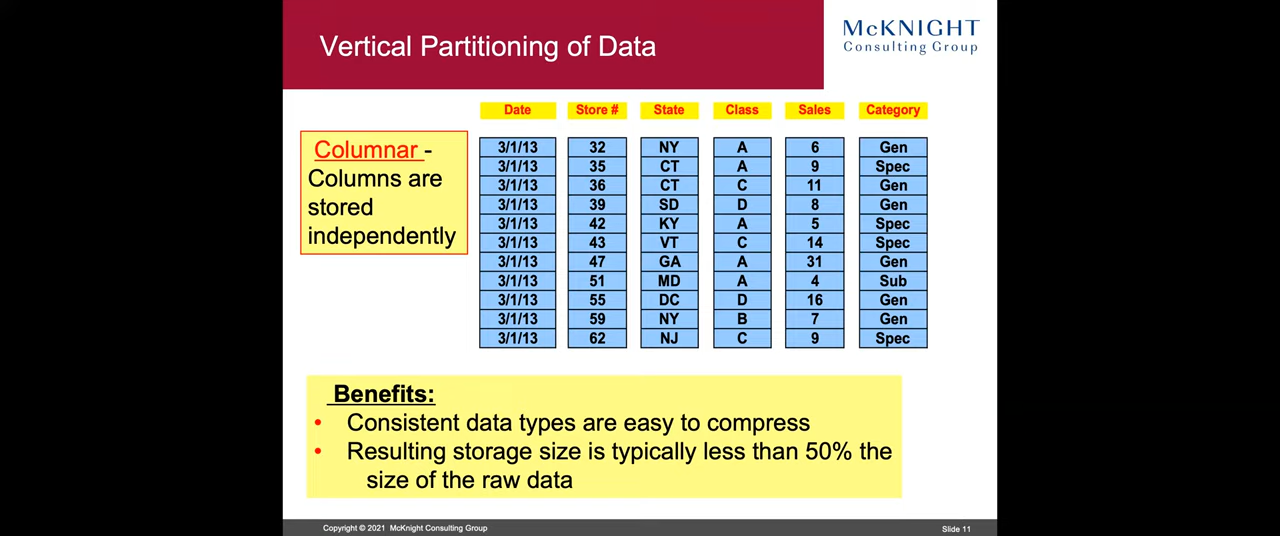 Vertical Partitioning of Data
McKNIGHT
Consulting Group
Date Store # State Class Sales Category
Columnar -
Columns are
stored
independently
3/1/13 32 NY A 6 Gen
3/1/13 35 CT A 9 Spec
3/1/13 36 CT C 11 Gen
3/1/13 39 SD D 8 Gen
3/1/13 42 KY A 5 Spec
3/1/13 43 VT C 14 Spec
3/1/13 47 GA A 31 Gen
3/1/13 51 MD A 4 Sub
3/1/13 55 DC D 16 Gen
3/1/13 59 NY B 7 Gen
3/1/13 62 NJ C 9 Spec
Benefits:
• Consistent data types are easy to compress
• Resulting storage size is typically less than 50% the
size of the raw data
Copyright © 2021 McKnight Consulting Group
Slide 11